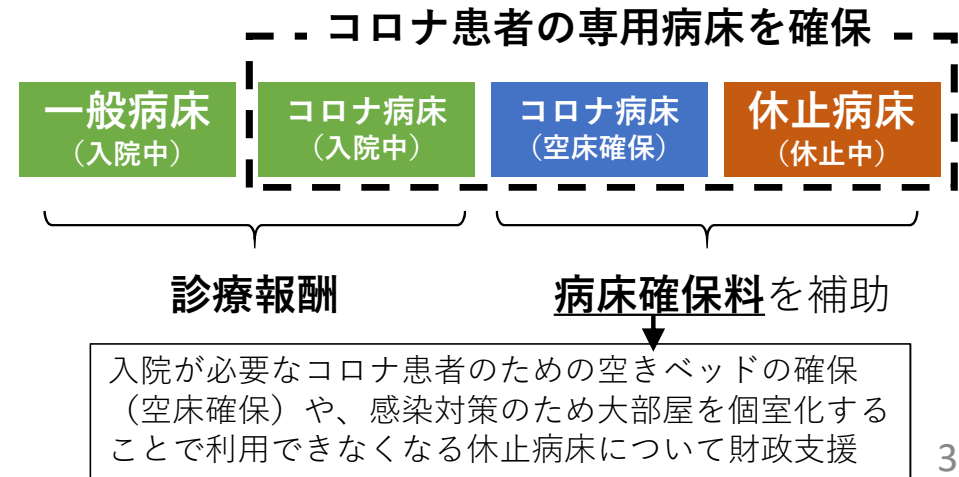 コロナ患者の専用病床を確保
一般病床
（入院中）
コロナ病床
（入院中）
コロナ病床
（空床確保）
休止病床
（休止中）
診療報酬
病床確保料を補助
入院が必要なコロナ患者のための空きベッドの確保
（空床確保）や、感染対策のため大部屋を個室化する
ことで利用できなくなる休止病床について財政支援
3